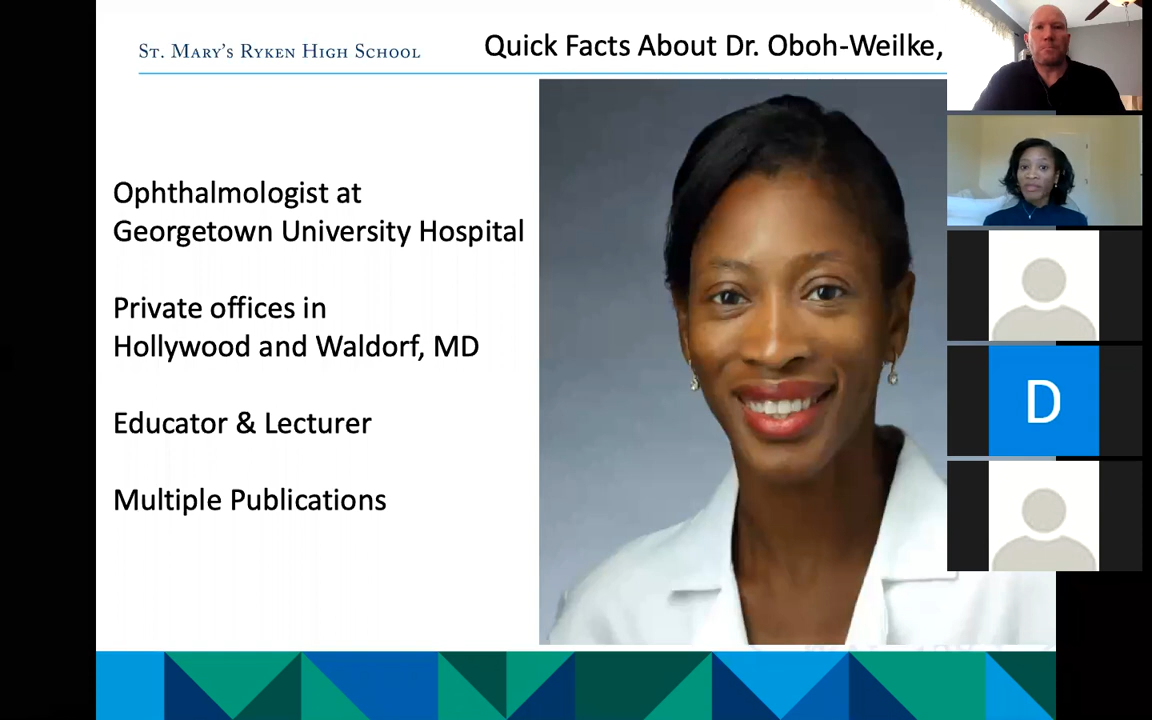 St. Mary's Ryken High School
Quick Facts About Dr. Oboh-Weilke,
Ophthalmologist at
Georgetown University Hospital
Private offices in
Hollywood and Waldorf, MD
Educator & Lecturer
Multiple Publications
D